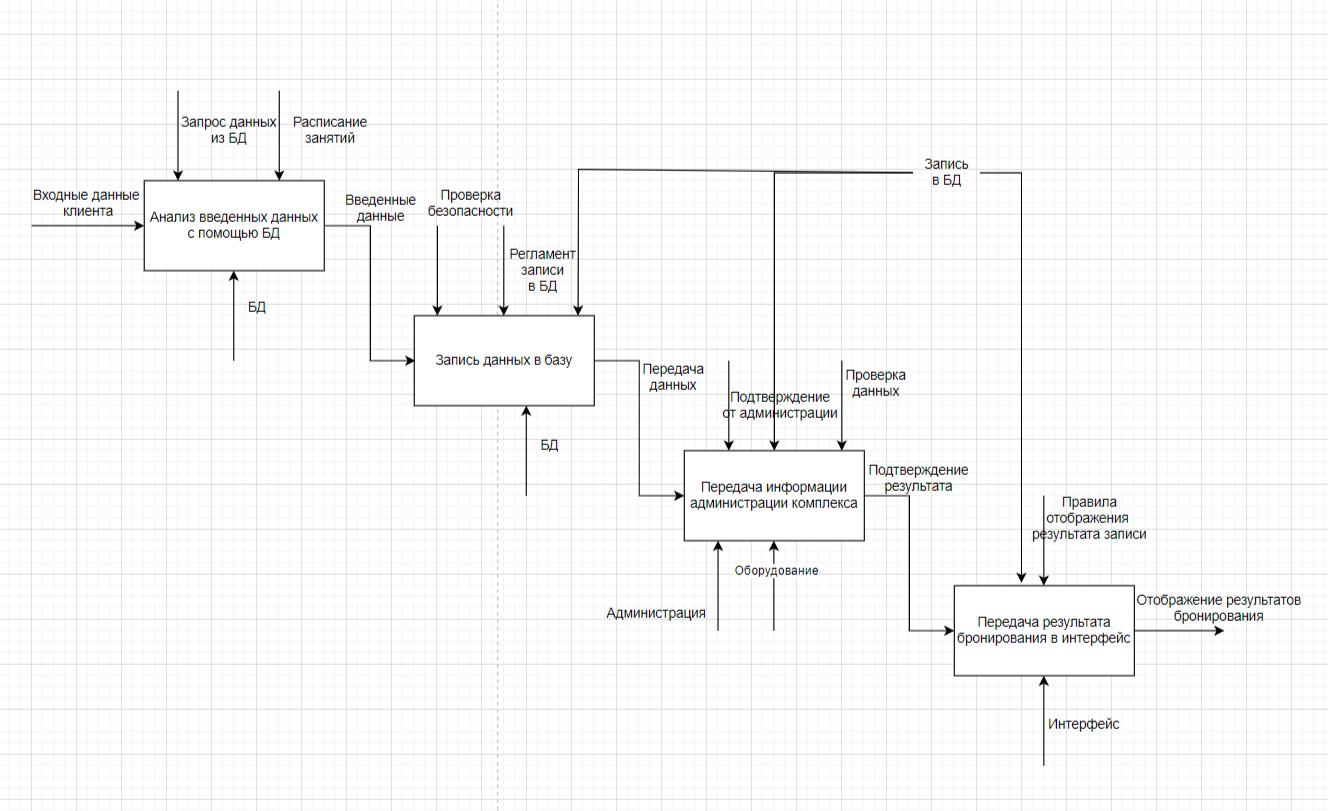 Запрос данных
из БД
Расписание
занятий
Входные данные
клиента
Анализ введенных данных
с помощью БД
БД
Введенные
данные
Проверка
безопасности
Регламент
записи
в БД
Запись
в БД
Запись данных в базу
БД
Передача
данных
Подтверждение
от администрации
Проверка
данных
Передача информации
администрации комплекса
Администрация
Оборудование
Подтверждение
результата
Правила
отображения
результата записи
Передача результата
бронирования в интерфейс
Отображение результатов
бронирования
Интерфейс